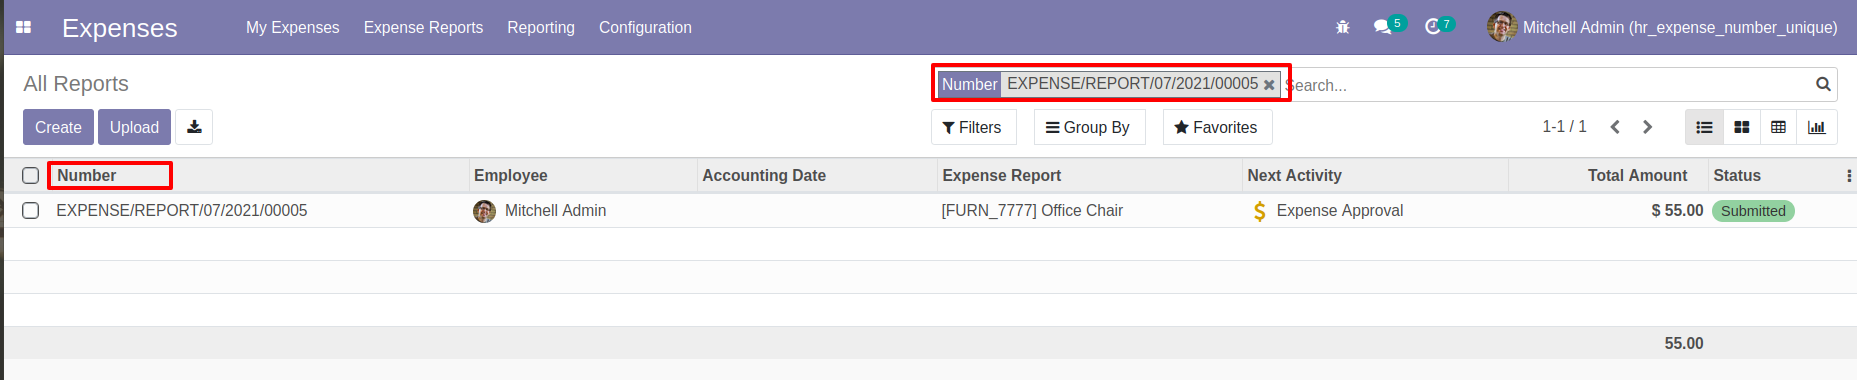 Expenses My Expenses Expense Reports Reporting Configuration 5 7 Mitchell Admin (hr_expense_number_unique)
All Reports Number EXPENSE/REPORT/07/2021/00005 Search...
Create Upload Filters Group By Favorites 1-1 / 1
Number Employee Accounting Date Expense Report Next Activity Total Amount Status
EXPENSE/REPORT/07/2021/00005 Mitchell Admin [FURN_7777] Office Chair Expense Approval $ 55.00 Submitted
55.00